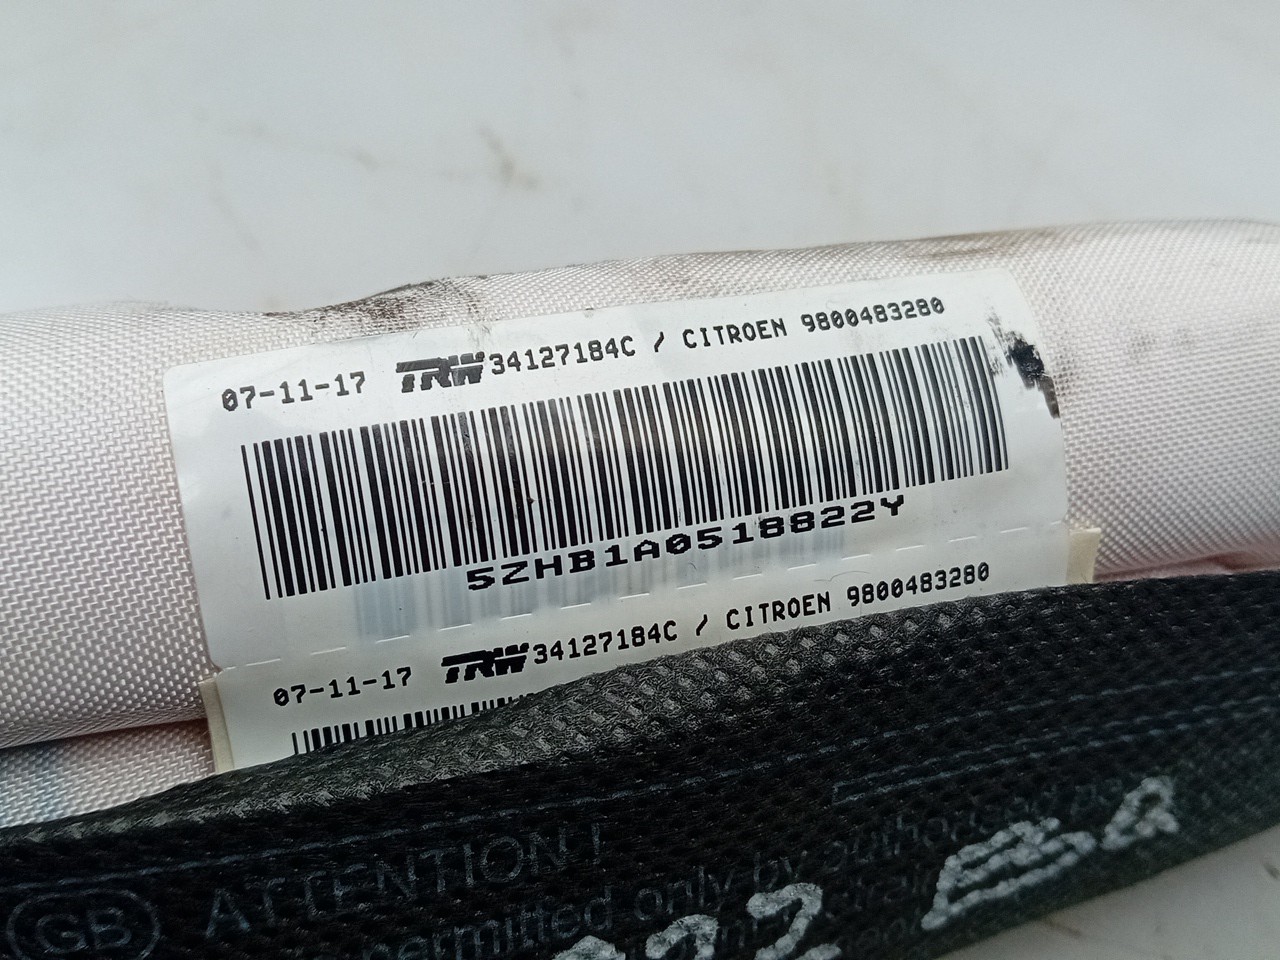 07-11-17 TRW 34127184C / CITROEN 9800483280
5ZHB1A0518822Y
07-11-17 TRW 34127184C / CITROEN 9800483280
GB ATTENTION !
permitted only by authorised